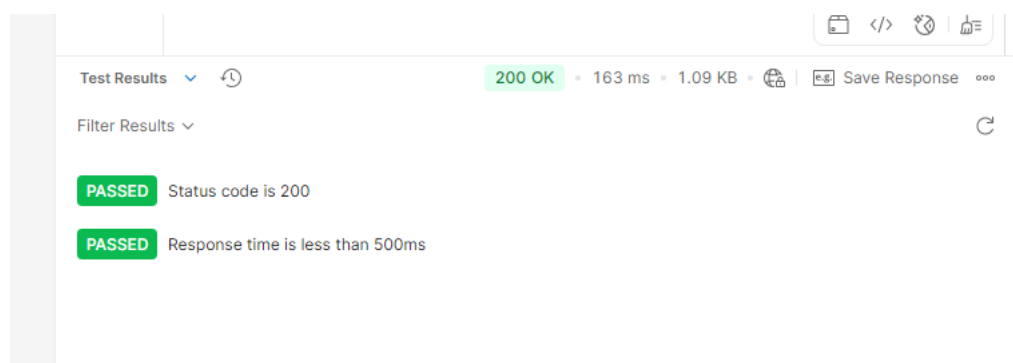 </>
Test Results 200 OK • 163 ms • 1.09 KB • e.g. Save Response
Filter Results
PASSED Status code is 200
PASSED Response time is less than 500ms